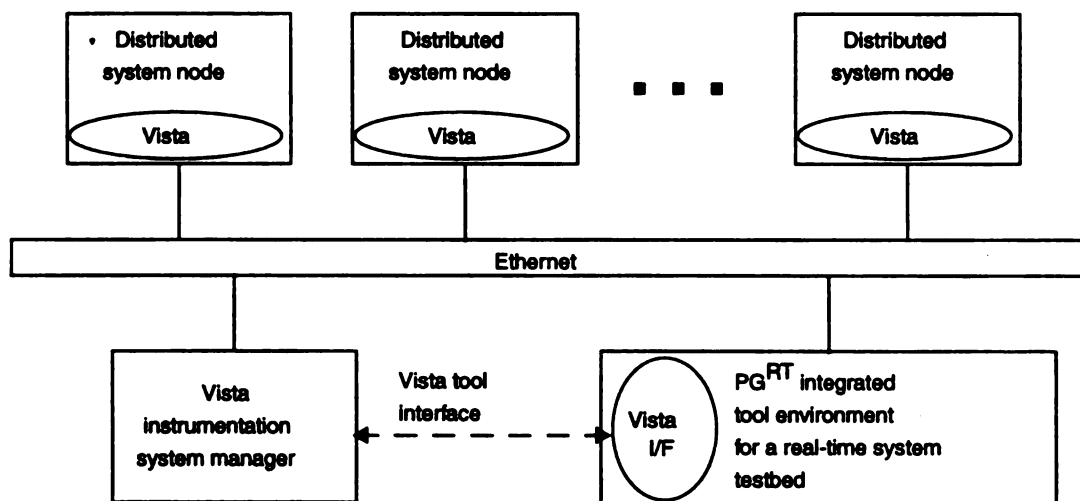 Distributed
system node
Vista
Distributed
system node
Vista
Distributed
system node
Vista
Ethernet
Vista
instrumentation
system manager
Vista tool
interface
Vista
I/F
PG^RT integrated
tool environment
for a real-time system
testbed